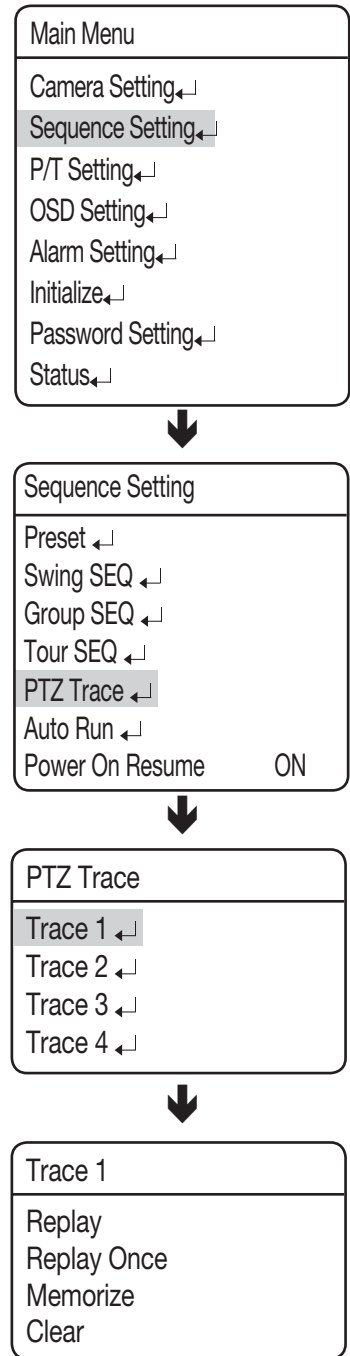 Main Menu
Camera Setting↵
Sequence Setting↵
P/T Setting↵
OSD Setting↵
Alarm Setting↵
Initialize↵
Password Setting↵
Status↵
Sequence Setting
Preset ↵
Swing SEQ ↵
Group SEQ ↵
Tour SEQ ↵
PTZ Trace ↵
Auto Run ↵
Power On Resume ON
PTZ Trace
Trace 1 ↵
Trace 2 ↵
Trace 3 ↵
Trace 4 ↵
Trace 1
Replay
Replay Once
Memorize
Clear